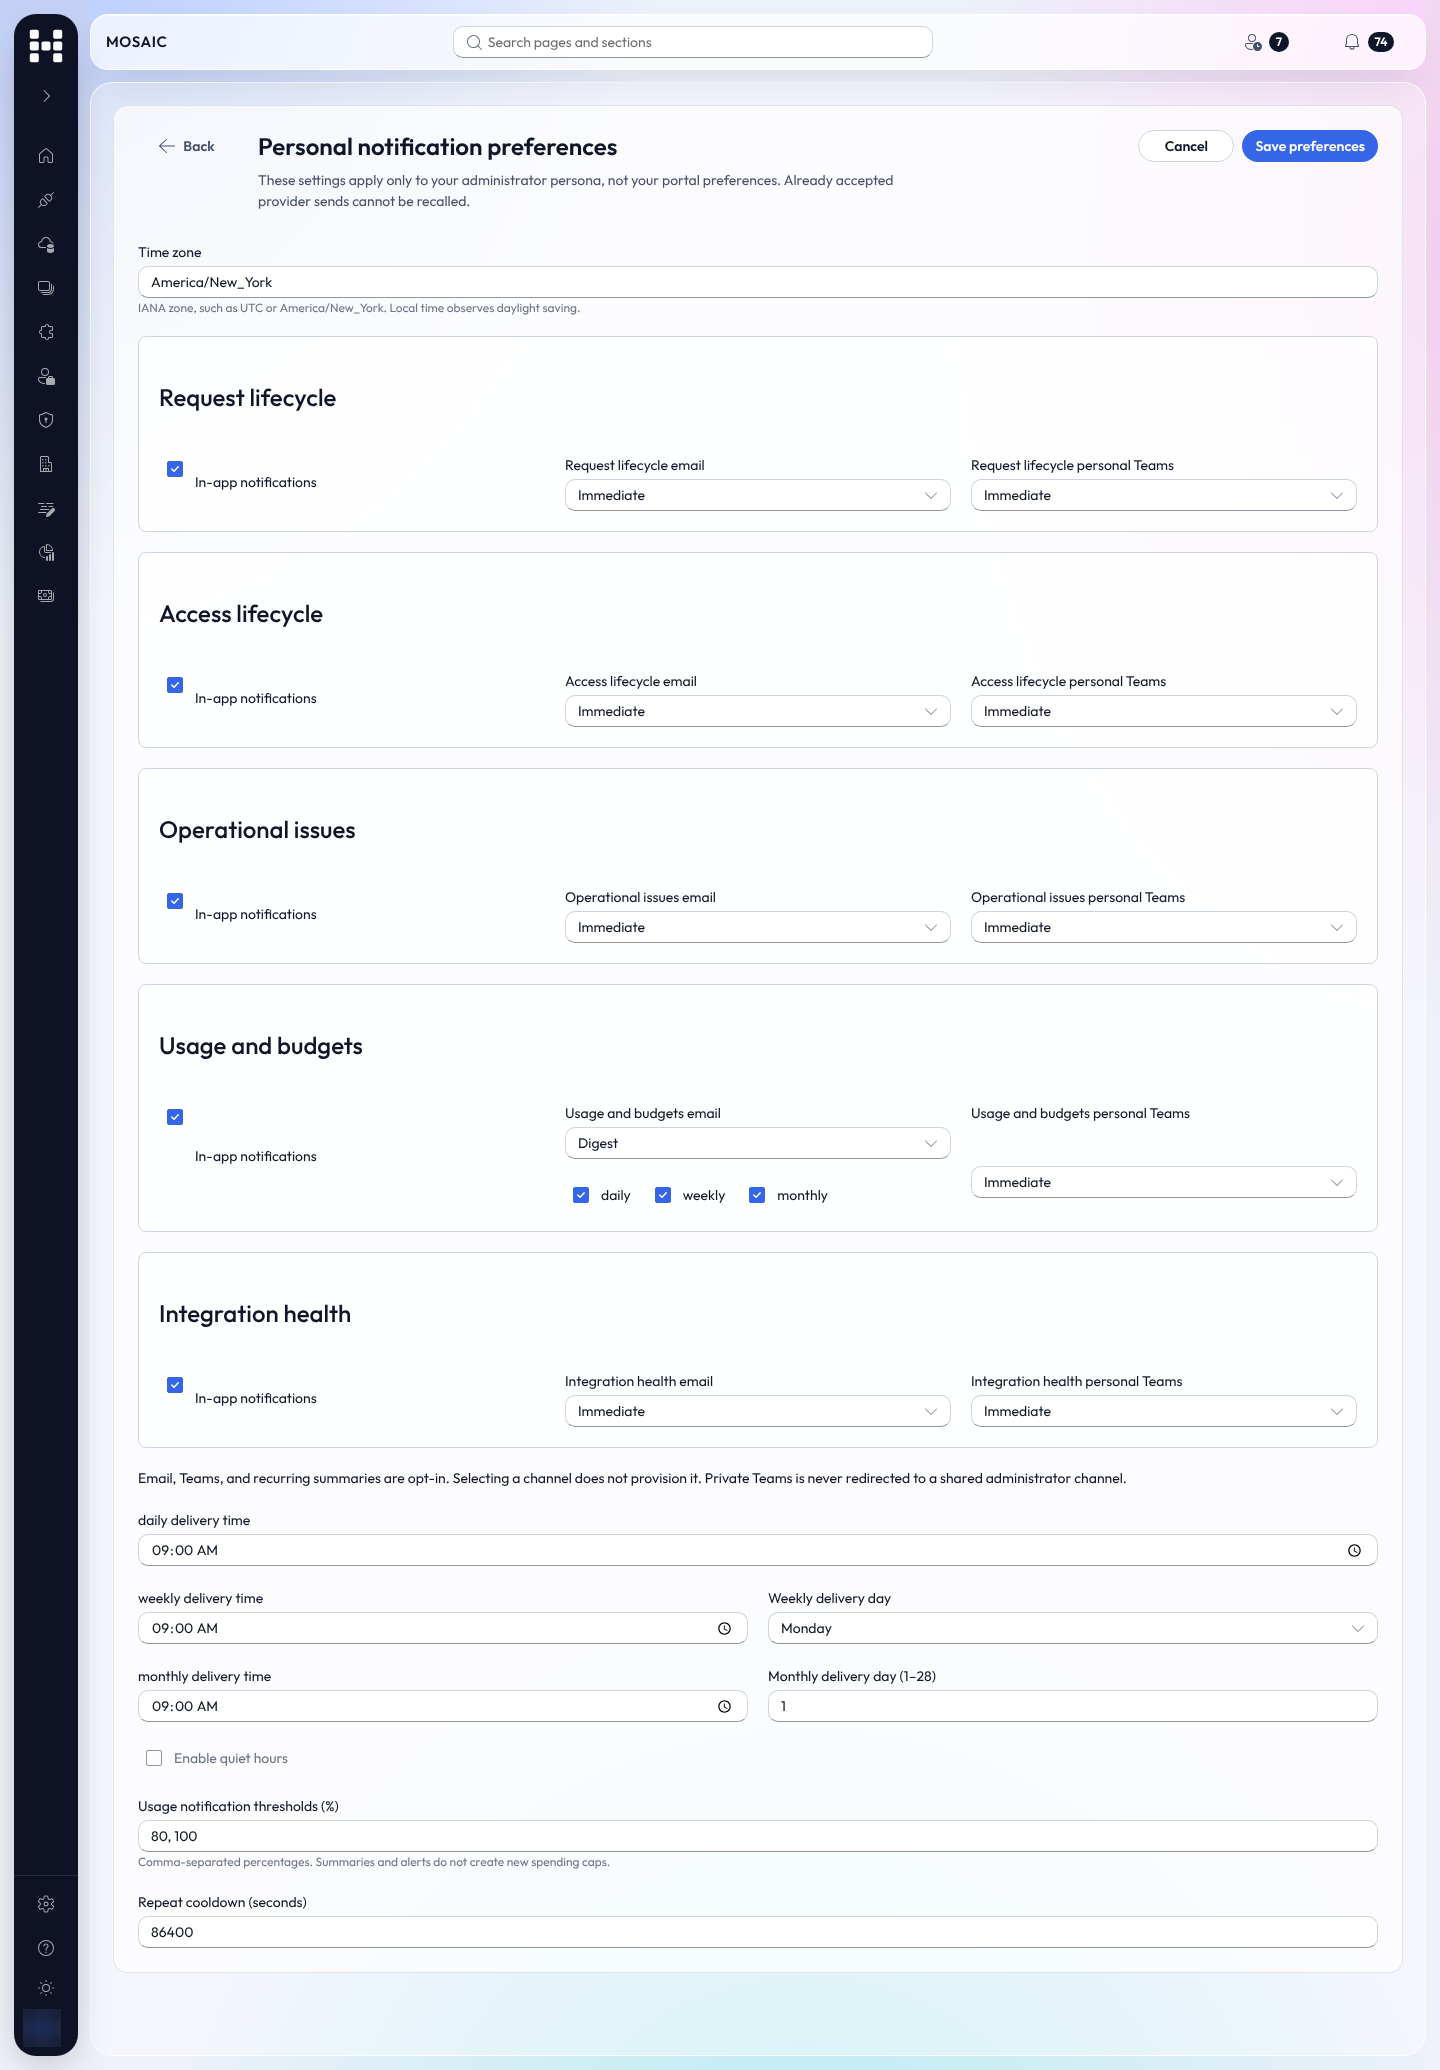 MOSAIC
Search pages and sections
7
74
Back
Personal notification preferences
Cancel
Save preferences
These settings apply only to your administrator persona, not your portal preferences. Already accepted
provider sends cannot be recalled.
Time zone
America/New_York
IANA zone, such as UTC or America/New_York. Local time observes daylight saving.
Request lifecycle
In-app notifications
Request lifecycle email
Immediate
Request lifecycle personal Teams
Immediate
Access lifecycle
In-app notifications
Access lifecycle email
Immediate
Access lifecycle personal Teams
Immediate
Operational issues
In-app notifications
Operational issues email
Immediate
Operational issues personal Teams
Immediate
Usage and budgets
In-app notifications
Usage and budgets email
Digest
daily
weekly
monthly
Usage and budgets personal Teams
Immediate
Integration health
In-app notifications
Integration health email
Immediate
Integration health personal Teams
Immediate
Email, Teams, and recurring summaries are opt-in. Selecting a channel does not provision it. Private Teams is never redirected to a shared administrator channel.
daily delivery time
09:00 AM
weekly delivery time
09:00 AM
Weekly delivery day
Monday
monthly delivery time
09:00 AM
Monthly delivery day (1–28)
1
Enable quiet hours
Usage notification thresholds (%)
80, 100
Comma-separated percentages. Summaries and alerts do not create new spending caps.
Repeat cooldown (seconds)
86400